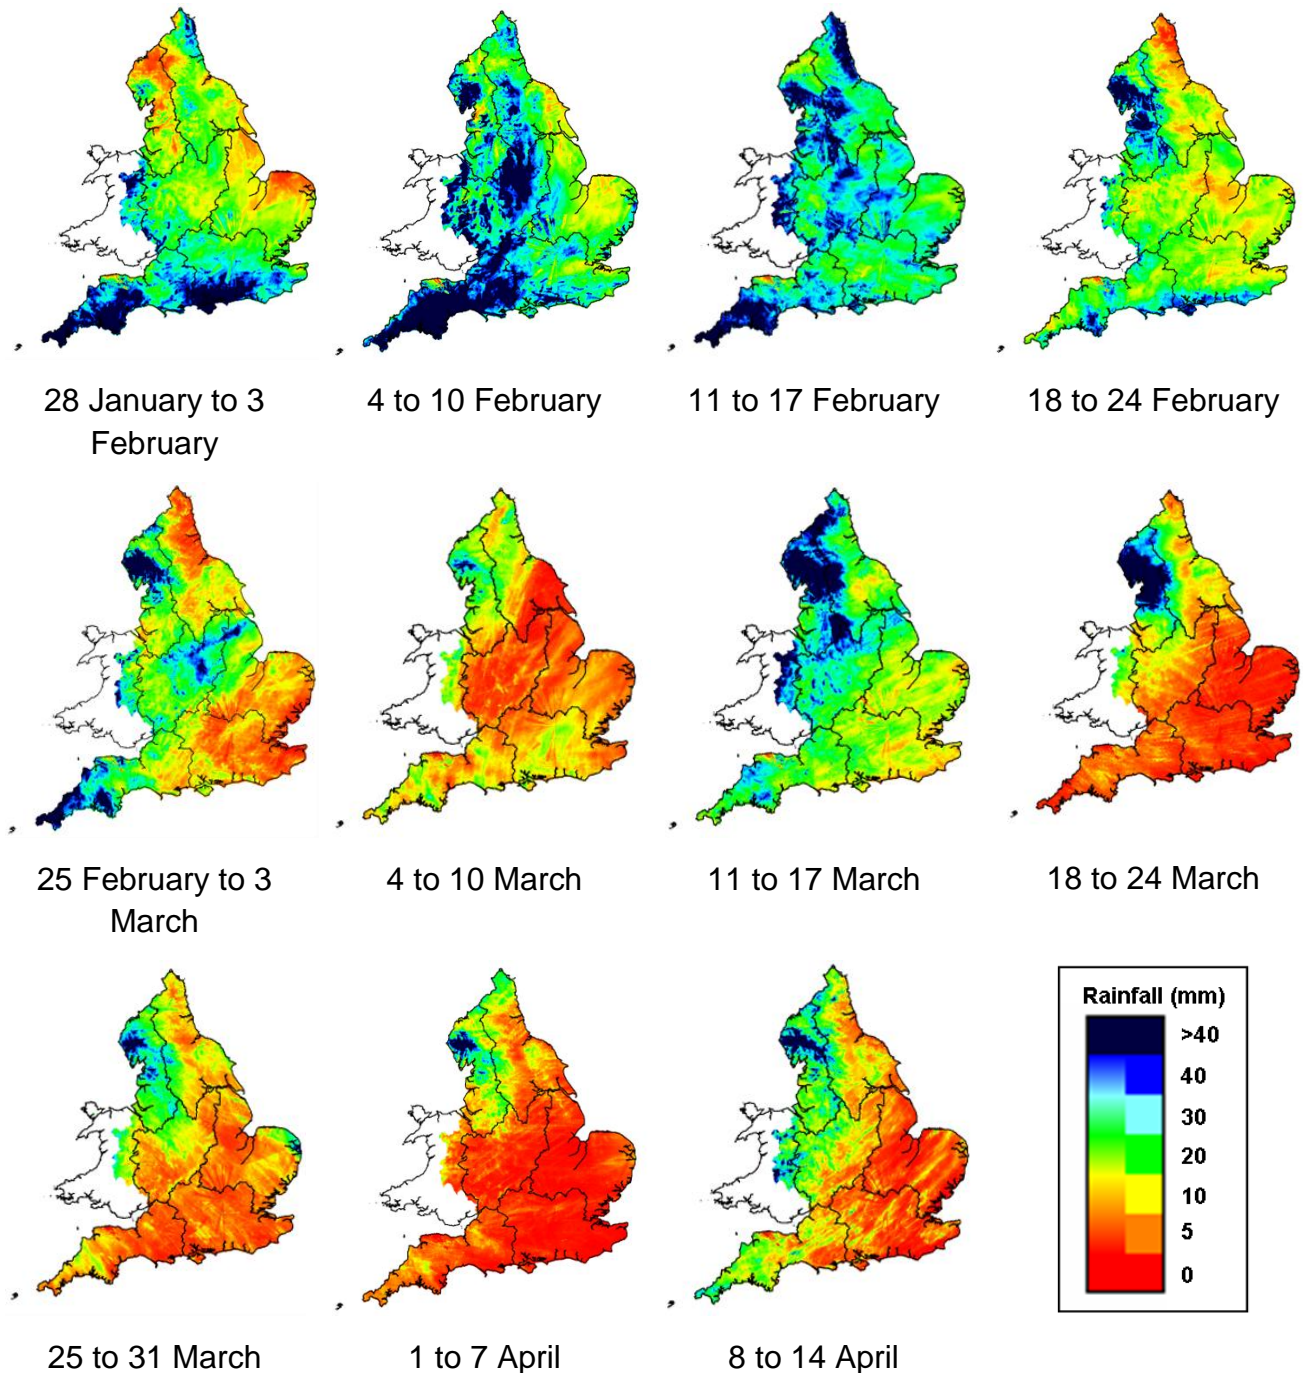 28 January to 3
February
4 to 10 February
11 to 17 February
18 to 24 February
25 February to 3
March
4 to 10 March
11 to 17 March
18 to 24 March
25 to 31 March
1 to 7 April
8 to 14 April
Rainfall (mm)
>40
40
30
20
10
5
0